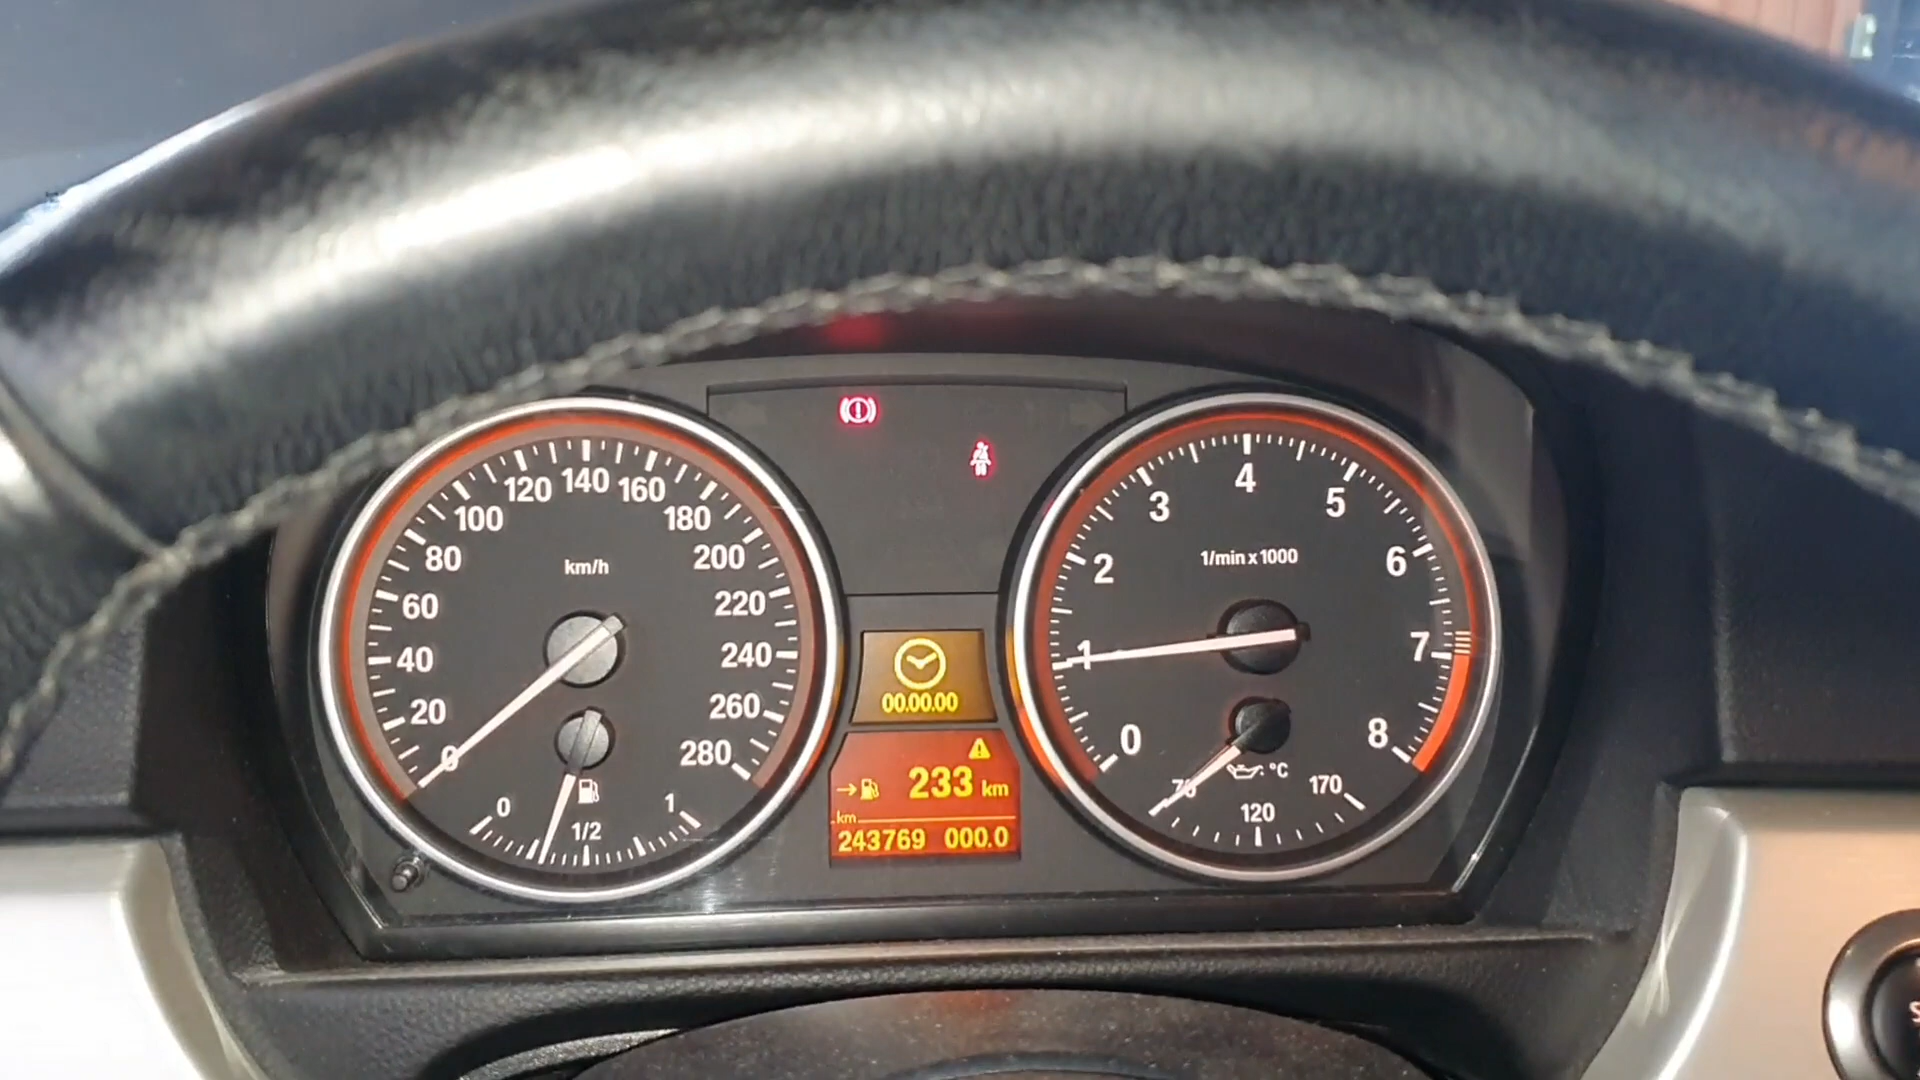 0 20 40 60 80 100 120 140 160 180 200 220 240 260 280
km/h
0 1/2 1
00.00.00
233 km
km
243769 000.0
0 1 2 3 4 5 6 7 8
1/min x 1000
°C
70 120 170